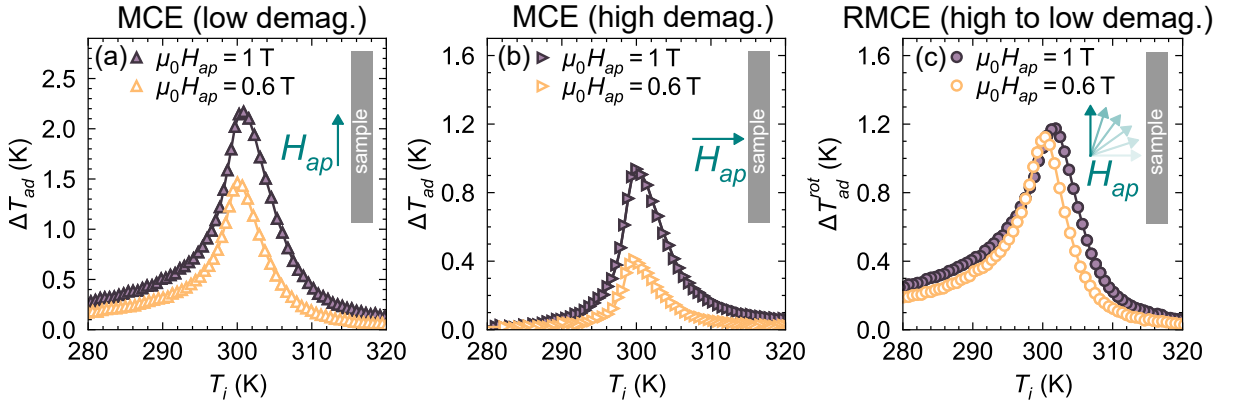 MCE (low demag.)
(a)
μ₀Hap = 1 T
μ₀Hap = 0.6 T
Hap
sample
ΔTad (K)
2.5
2.0
1.5
1.0
0.5
0.0
280 290 300 310 320
Ti (K)
MCE (high demag.)
(b)
μ₀Hap = 1 T
μ₀Hap = 0.6 T
Hap
sample
ΔTad (K)
1.6
1.2
0.8
0.4
0.0
280 290 300 310 320
Ti (K)
RMCE (high to low demag.)
(c)
μ₀Hap = 1 T
μ₀Hap = 0.6 T
Hap
sample
ΔTad rot (K)
1.6
1.2
0.8
0.4
0.0
280 290 300 310 320
Ti (K)